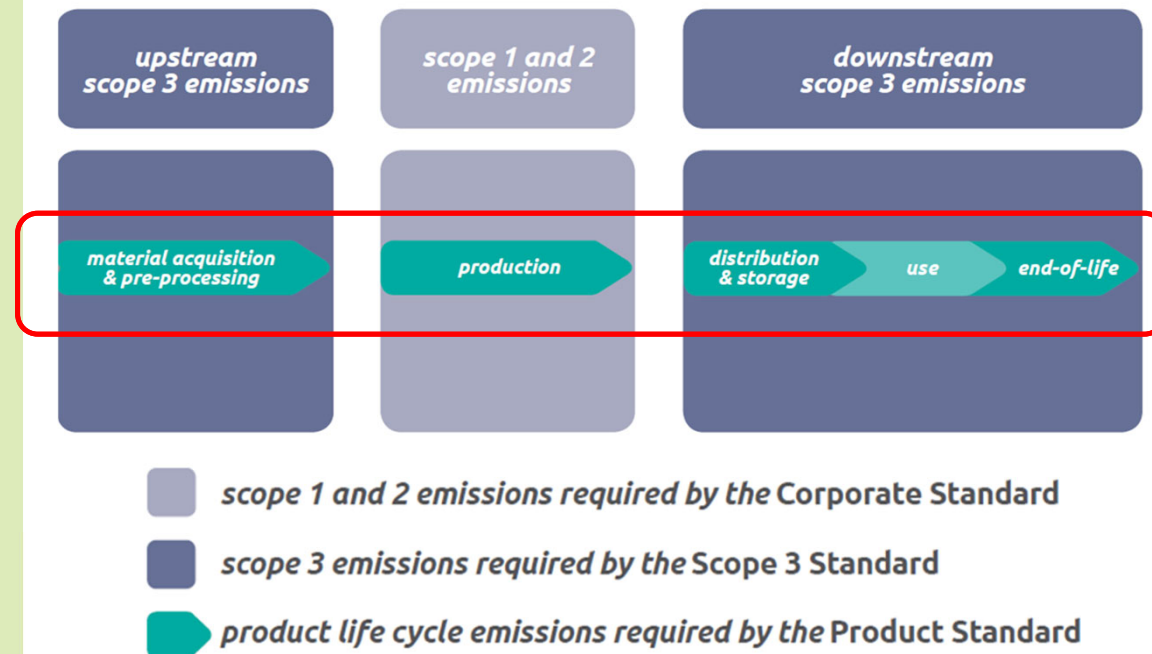 upstream
scope 3 emissions
scope 1 and 2
emissions
downstream
scope 3 emissions
material acquisition
& pre-processing
production
distribution
& storage
use
end-of-life
scope 1 and 2 emissions required by the Corporate Standard
scope 3 emissions required by the Scope 3 Standard
product life cycle emissions required by the Product Standard